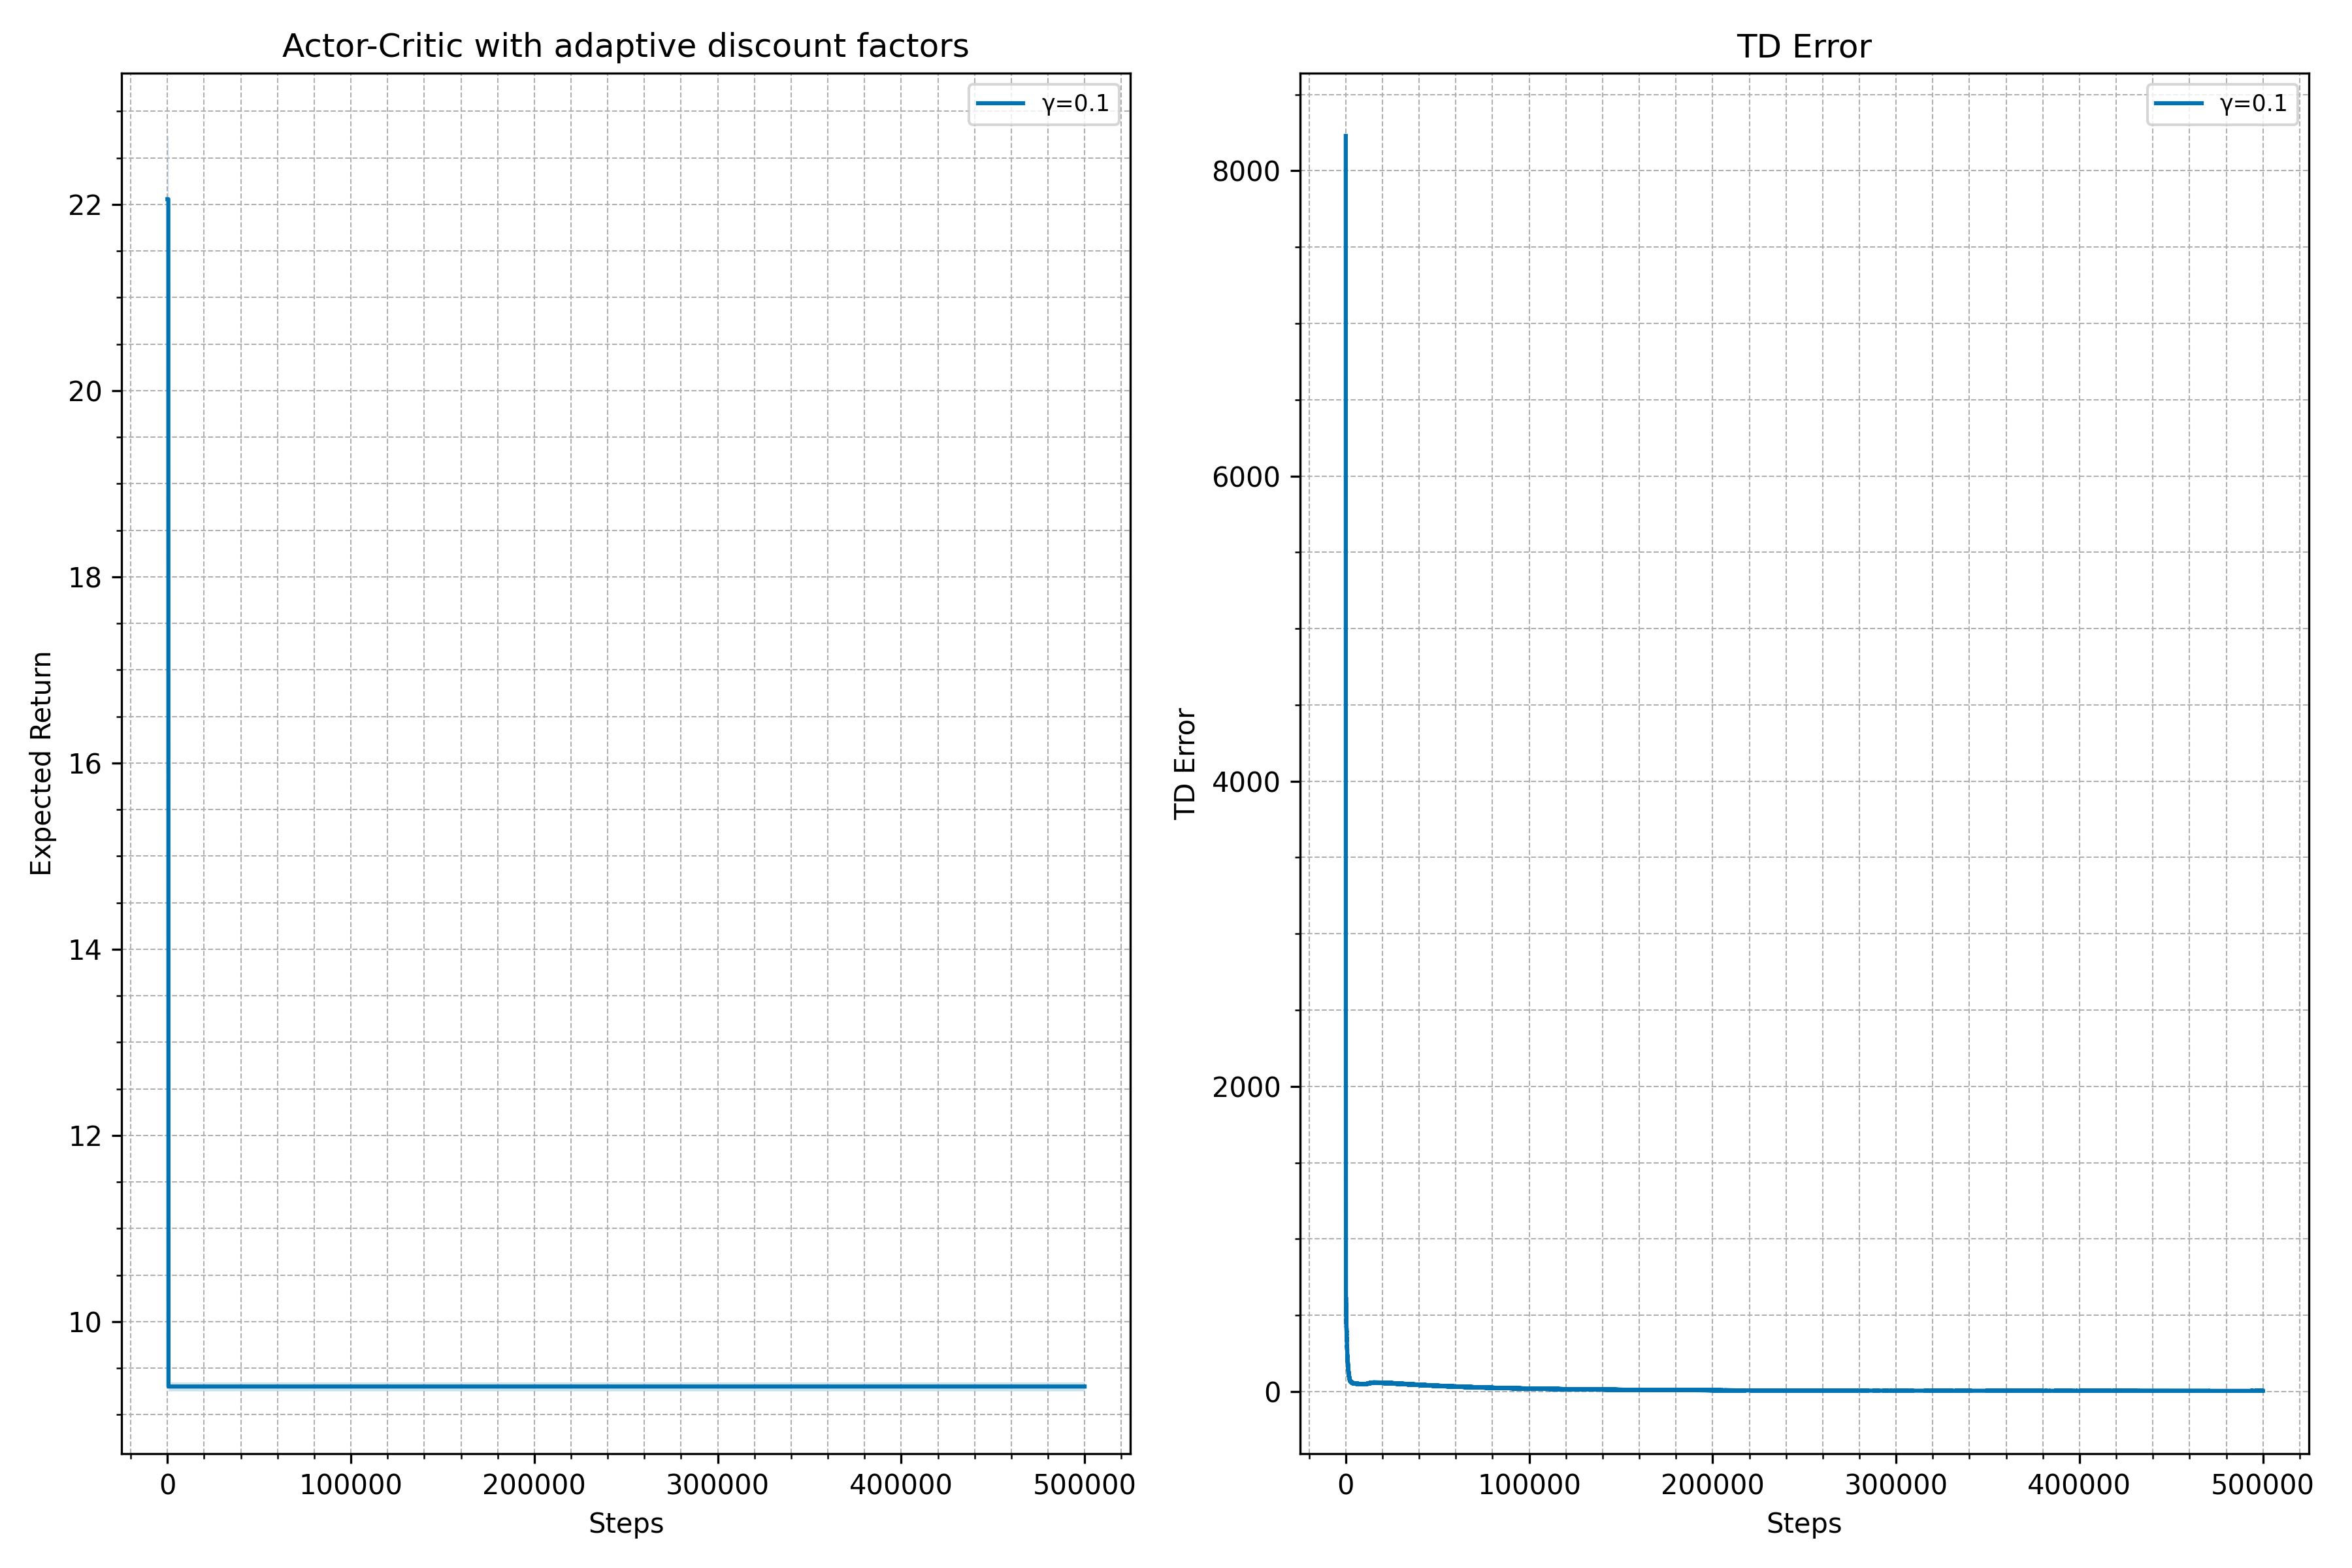 Actor-Critic with adaptive discount factors
γ=0.1
Expected Return
22
20
18
16
14
12
10
0 100000 200000 300000 400000 500000
Steps
TD Error
γ=0.1
TD Error
8000
6000
4000
2000
0
0 100000 200000 300000 400000 500000
Steps